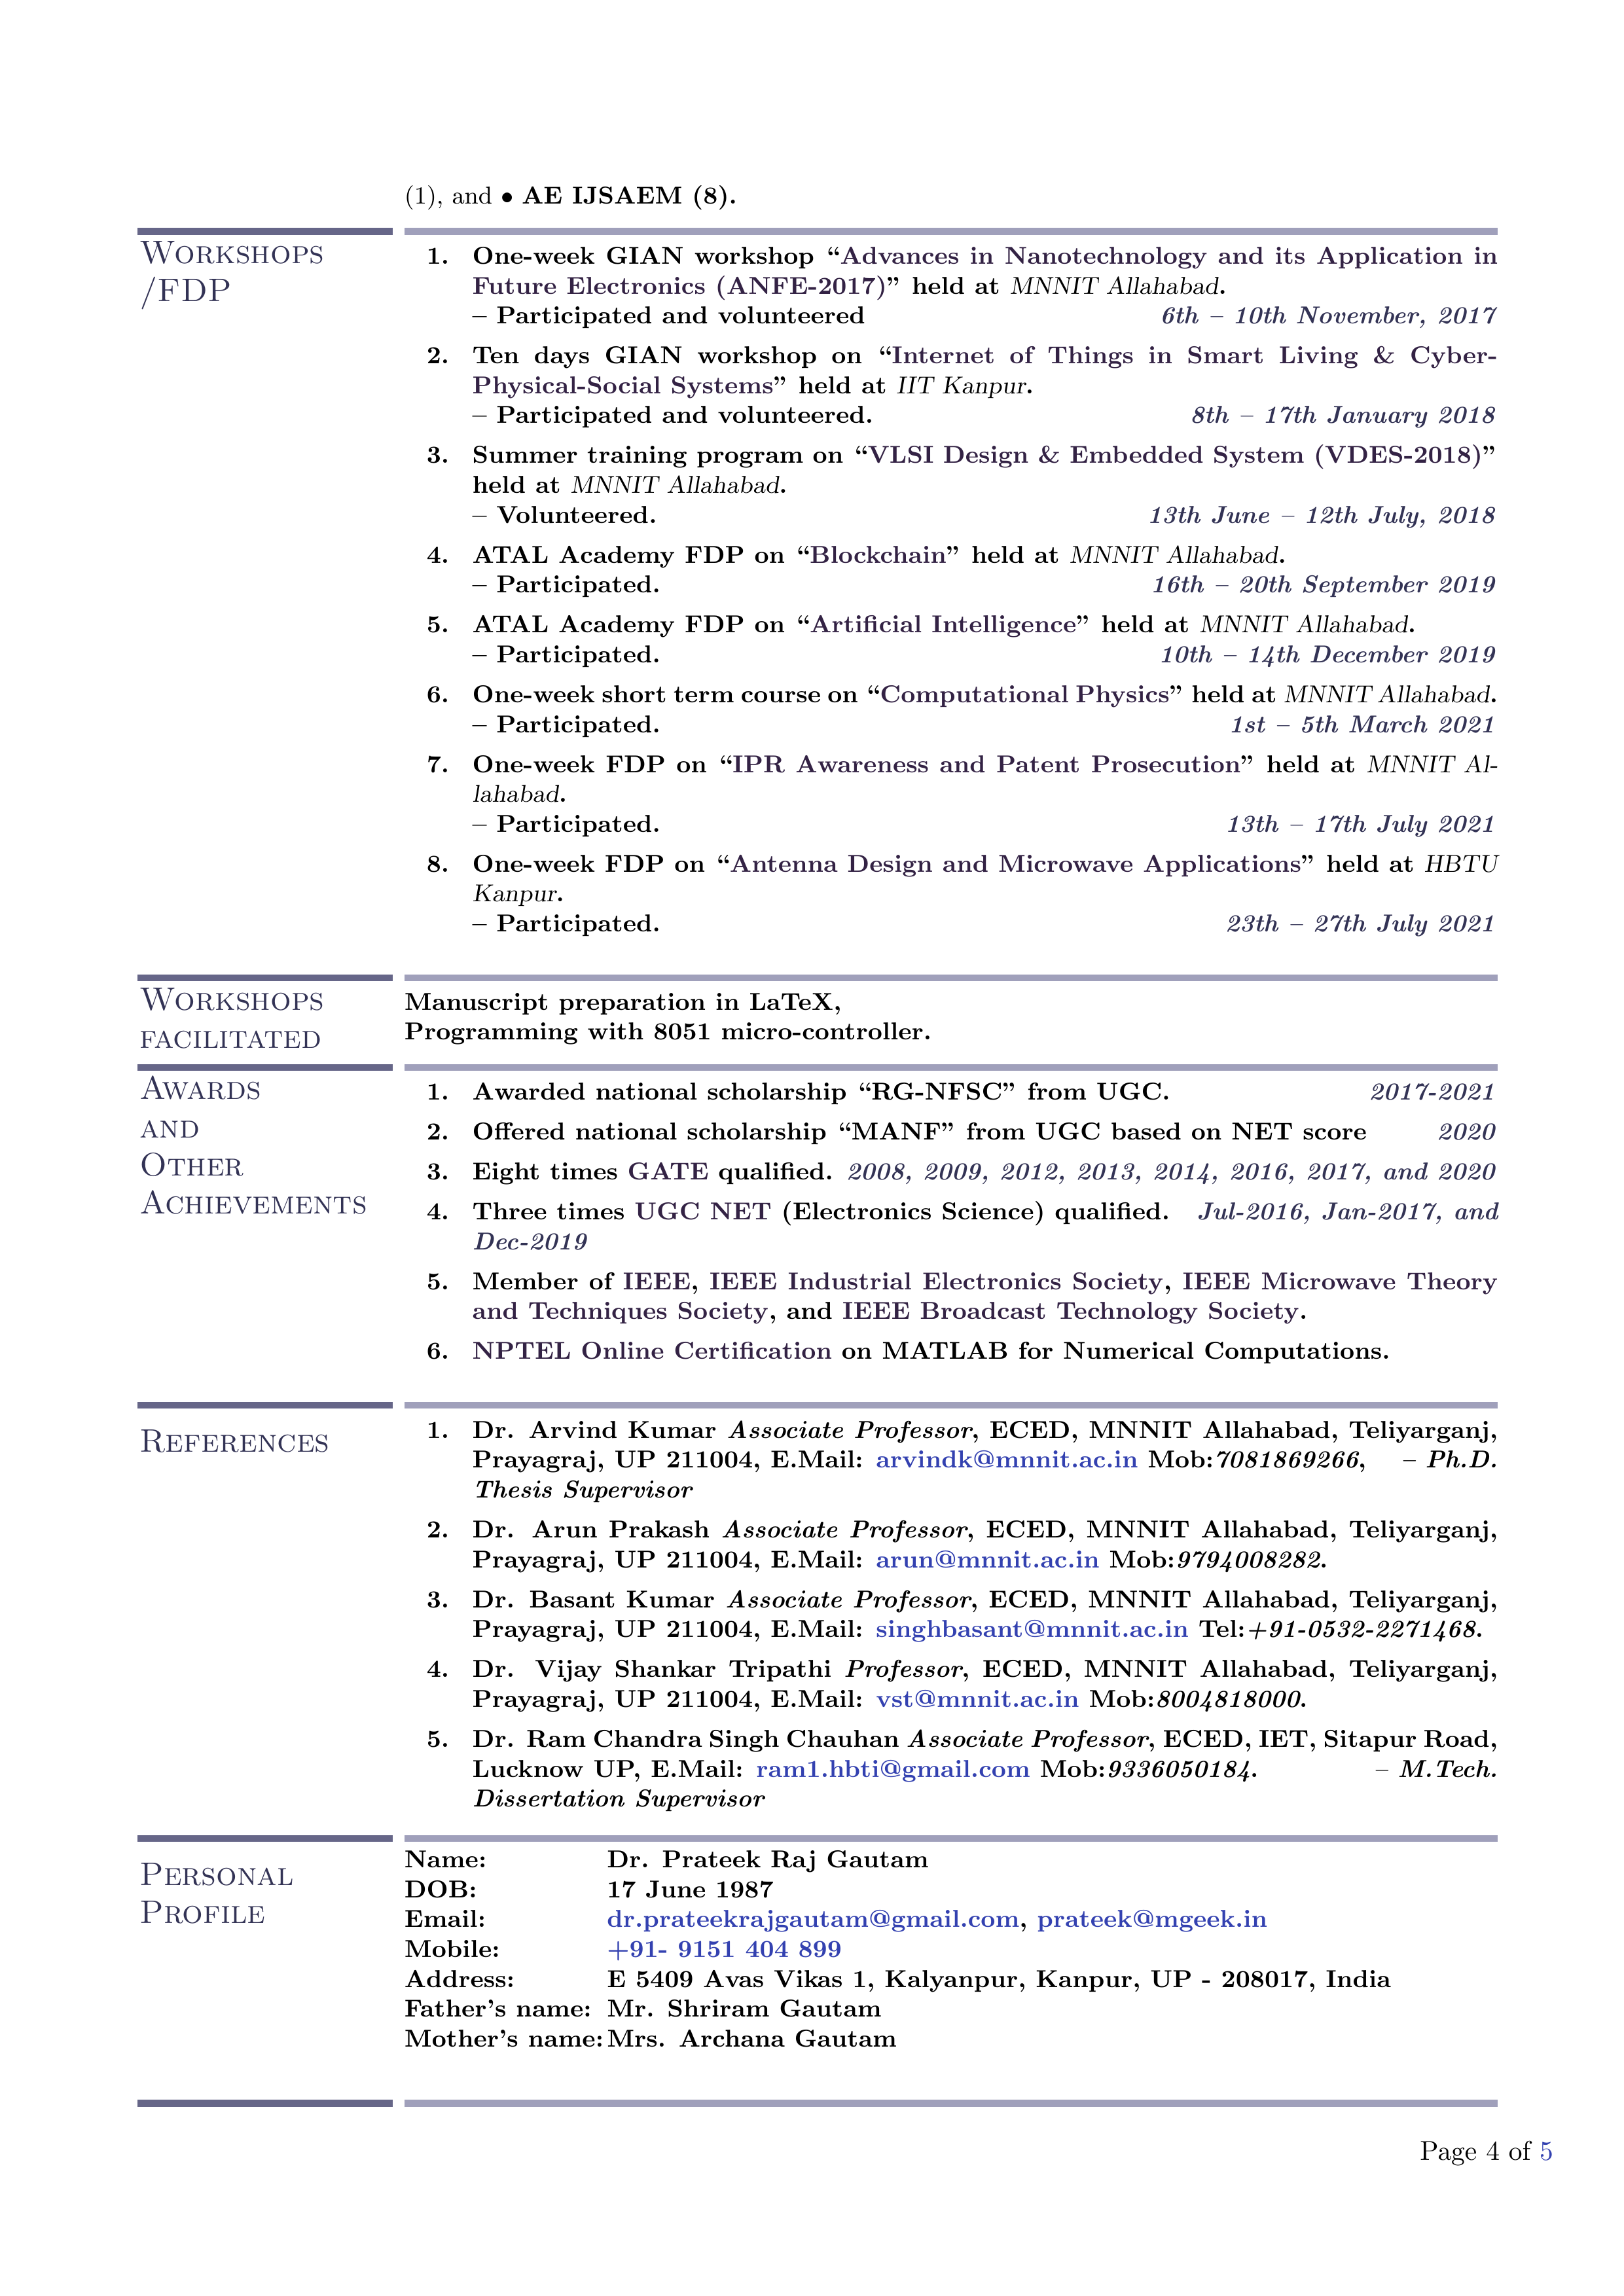 (1), and • AE IJSAEM (8).
Workshops
/FDP
1. One-week GIAN workshop “Advances in Nanotechnology and its Application in
Future Electronics (ANFE-2017)” held at MNNIT Allahabad.
– Participated and volunteered 6th – 10th November, 2017
2. Ten days GIAN workshop on “Internet of Things in Smart Living & Cyber-
Physical-Social Systems” held at IIT Kanpur.
– Participated and volunteered. 8th – 17th January 2018
3. Summer training program on “VLSI Design & Embedded System (VDES-2018)”
held at MNNIT Allahabad.
– Volunteered. 13th June – 12th July, 2018
4. ATAL Academy FDP on “Blockchain” held at MNNIT Allahabad.
– Participated. 16th – 20th September 2019
5. ATAL Academy FDP on “Artificial Intelligence” held at MNNIT Allahabad.
– Participated. 10th – 14th December 2019
6. One-week short term course on “Computational Physics” held at MNNIT Allahabad.
– Participated. 1st – 5th March 2021
7. One-week FDP on “IPR Awareness and Patent Prosecution” held at MNNIT Al-
lahabad.
– Participated. 13th – 17th July 2021
8. One-week FDP on “Antenna Design and Microwave Applications” held at HBTU
Kanpur.
– Participated. 23th – 27th July 2021
Workshops
facilitated
Manuscript preparation in LaTeX,
Programming with 8051 micro-controller.
Awards
and
Other
Achievements
1. Awarded national scholarship “RG-NFSC” from UGC. 2017-2021
2. Offered national scholarship “MANF” from UGC based on NET score 2020
3. Eight times GATE qualified. 2008, 2009, 2012, 2013, 2014, 2016, 2017, and 2020
4. Three times UGC NET (Electronics Science) qualified. Jul-2016, Jan-2017, and
Dec-2019
5. Member of IEEE, IEEE Industrial Electronics Society, IEEE Microwave Theory
and Techniques Society, and IEEE Broadcast Technology Society.
6. NPTEL Online Certification on MATLAB for Numerical Computations.
References
1. Dr. Arvind Kumar Associate Professor, ECED, MNNIT Allahabad, Teliyarganj,
Prayagraj, UP 211004, E.Mail: arvindk@mnnit.ac.in Mob:7081869266, – Ph.D.
Thesis Supervisor
2. Dr. Arun Prakash Associate Professor, ECED, MNNIT Allahabad, Teliyarganj,
Prayagraj, UP 211004, E.Mail: arun@mnnit.ac.in Mob:9794008282.
3. Dr. Basant Kumar Associate Professor, ECED, MNNIT Allahabad, Teliyarganj,
Prayagraj, UP 211004, E.Mail: singhbasant@mnnit.ac.in Tel:+91-0532-2271468.
4. Dr. Vijay Shankar Tripathi Professor, ECED, MNNIT Allahabad, Teliyarganj,
Prayagraj, UP 211004, E.Mail: vst@mnnit.ac.in Mob:8004818000.
5. Dr. Ram Chandra Singh Chauhan Associate Professor, ECED, IET, Sitapur Road,
Lucknow UP, E.Mail: ram1.hbti@gmail.com Mob:9336050184. – M.Tech.
Dissertation Supervisor
Personal
Profile
Name: Dr. Prateek Raj Gautam
DOB: 17 June 1987
Email: dr.prateekrajgautam@gmail.com, prateek@mgeek.in
Mobile: +91- 9151 404 899
Address: E 5409 Avas Vikas 1, Kalyanpur, Kanpur, UP - 208017, India
Father’s name: Mr. Shriram Gautam
Mother’s name: Mrs. Archana Gautam
Page 4 of 5